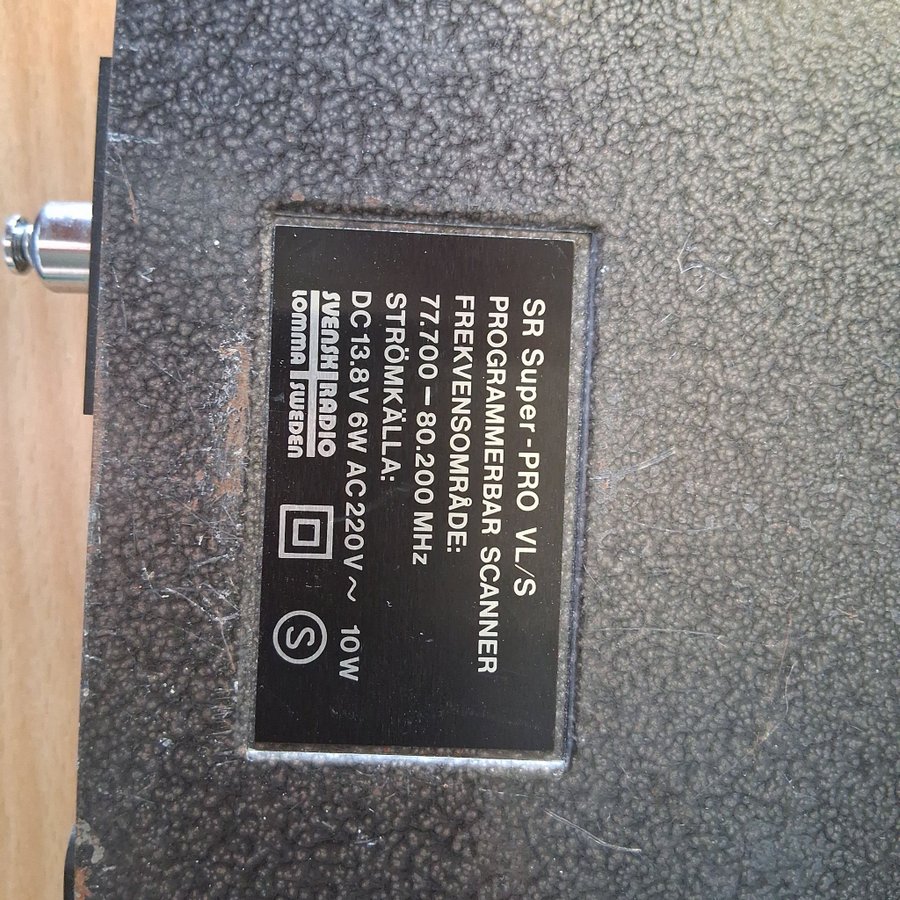 SR Super-PRO VL/S
PROGRAMMERBAR SCANNER
FREKVENSOMRÅDE:
77.700 — 80.200 MHz
STRÖMKÄLLA:
DC 13.8 V 6W AC 220V ~ 10 W
SVENSK RADIO
LOMMA SWEDEN
S